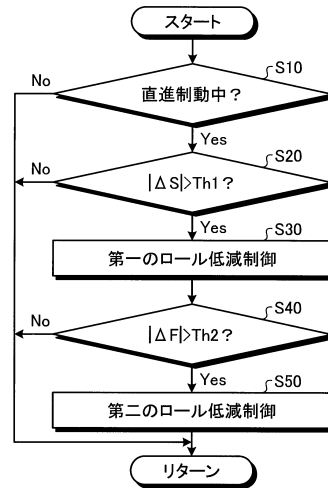 スタート
S10
No
直進制動中？
Yes
S20
No
|ΔS|>Th1？
Yes
S30
第一のロール低減制御
S40
No
|ΔF|>Th2？
Yes
S50
第二のロール低減制御
リターン